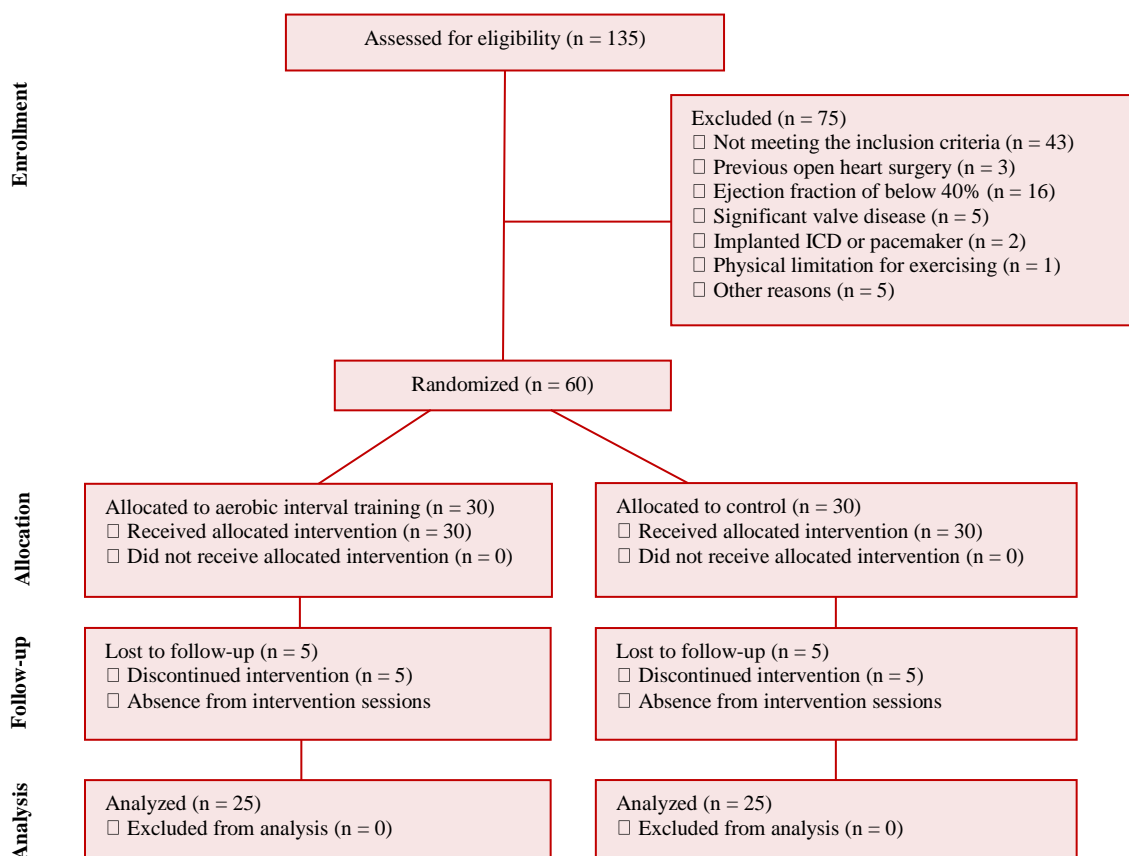 Assessed for eligibility (n = 135)
Enrollment
Excluded (n = 75)
□ Not meeting the inclusion criteria (n = 43)
□ Previous open heart surgery (n = 3)
□ Ejection fraction of below 40% (n = 16)
□ Significant valve disease (n = 5)
□ Implanted ICD or pacemaker (n = 2)
□ Physical limitation for exercising (n = 1)
□ Other reasons (n = 5)
Randomized (n = 60)
Allocation
Allocated to aerobic interval training (n = 30)
□ Received allocated intervention (n = 30)
□ Did not receive allocated intervention (n = 0)
Allocated to control (n = 30)
□ Received allocated intervention (n = 30)
□ Did not receive allocated intervention (n = 0)
Follow-up
Lost to follow-up (n = 5)
□ Discontinued intervention (n = 5)
□ Absence from intervention sessions
Lost to follow-up (n = 5)
□ Discontinued intervention (n = 5)
□ Absence from intervention sessions
Analysis
Analyzed (n = 25)
□ Excluded from analysis (n = 0)
Analyzed (n = 25)
□ Excluded from analysis (n = 0)